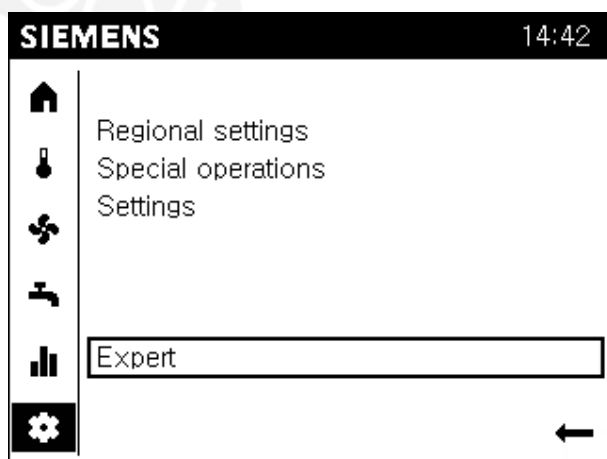 SIEMENS 14:42
Regional settings
Special operations
Settings
Expert